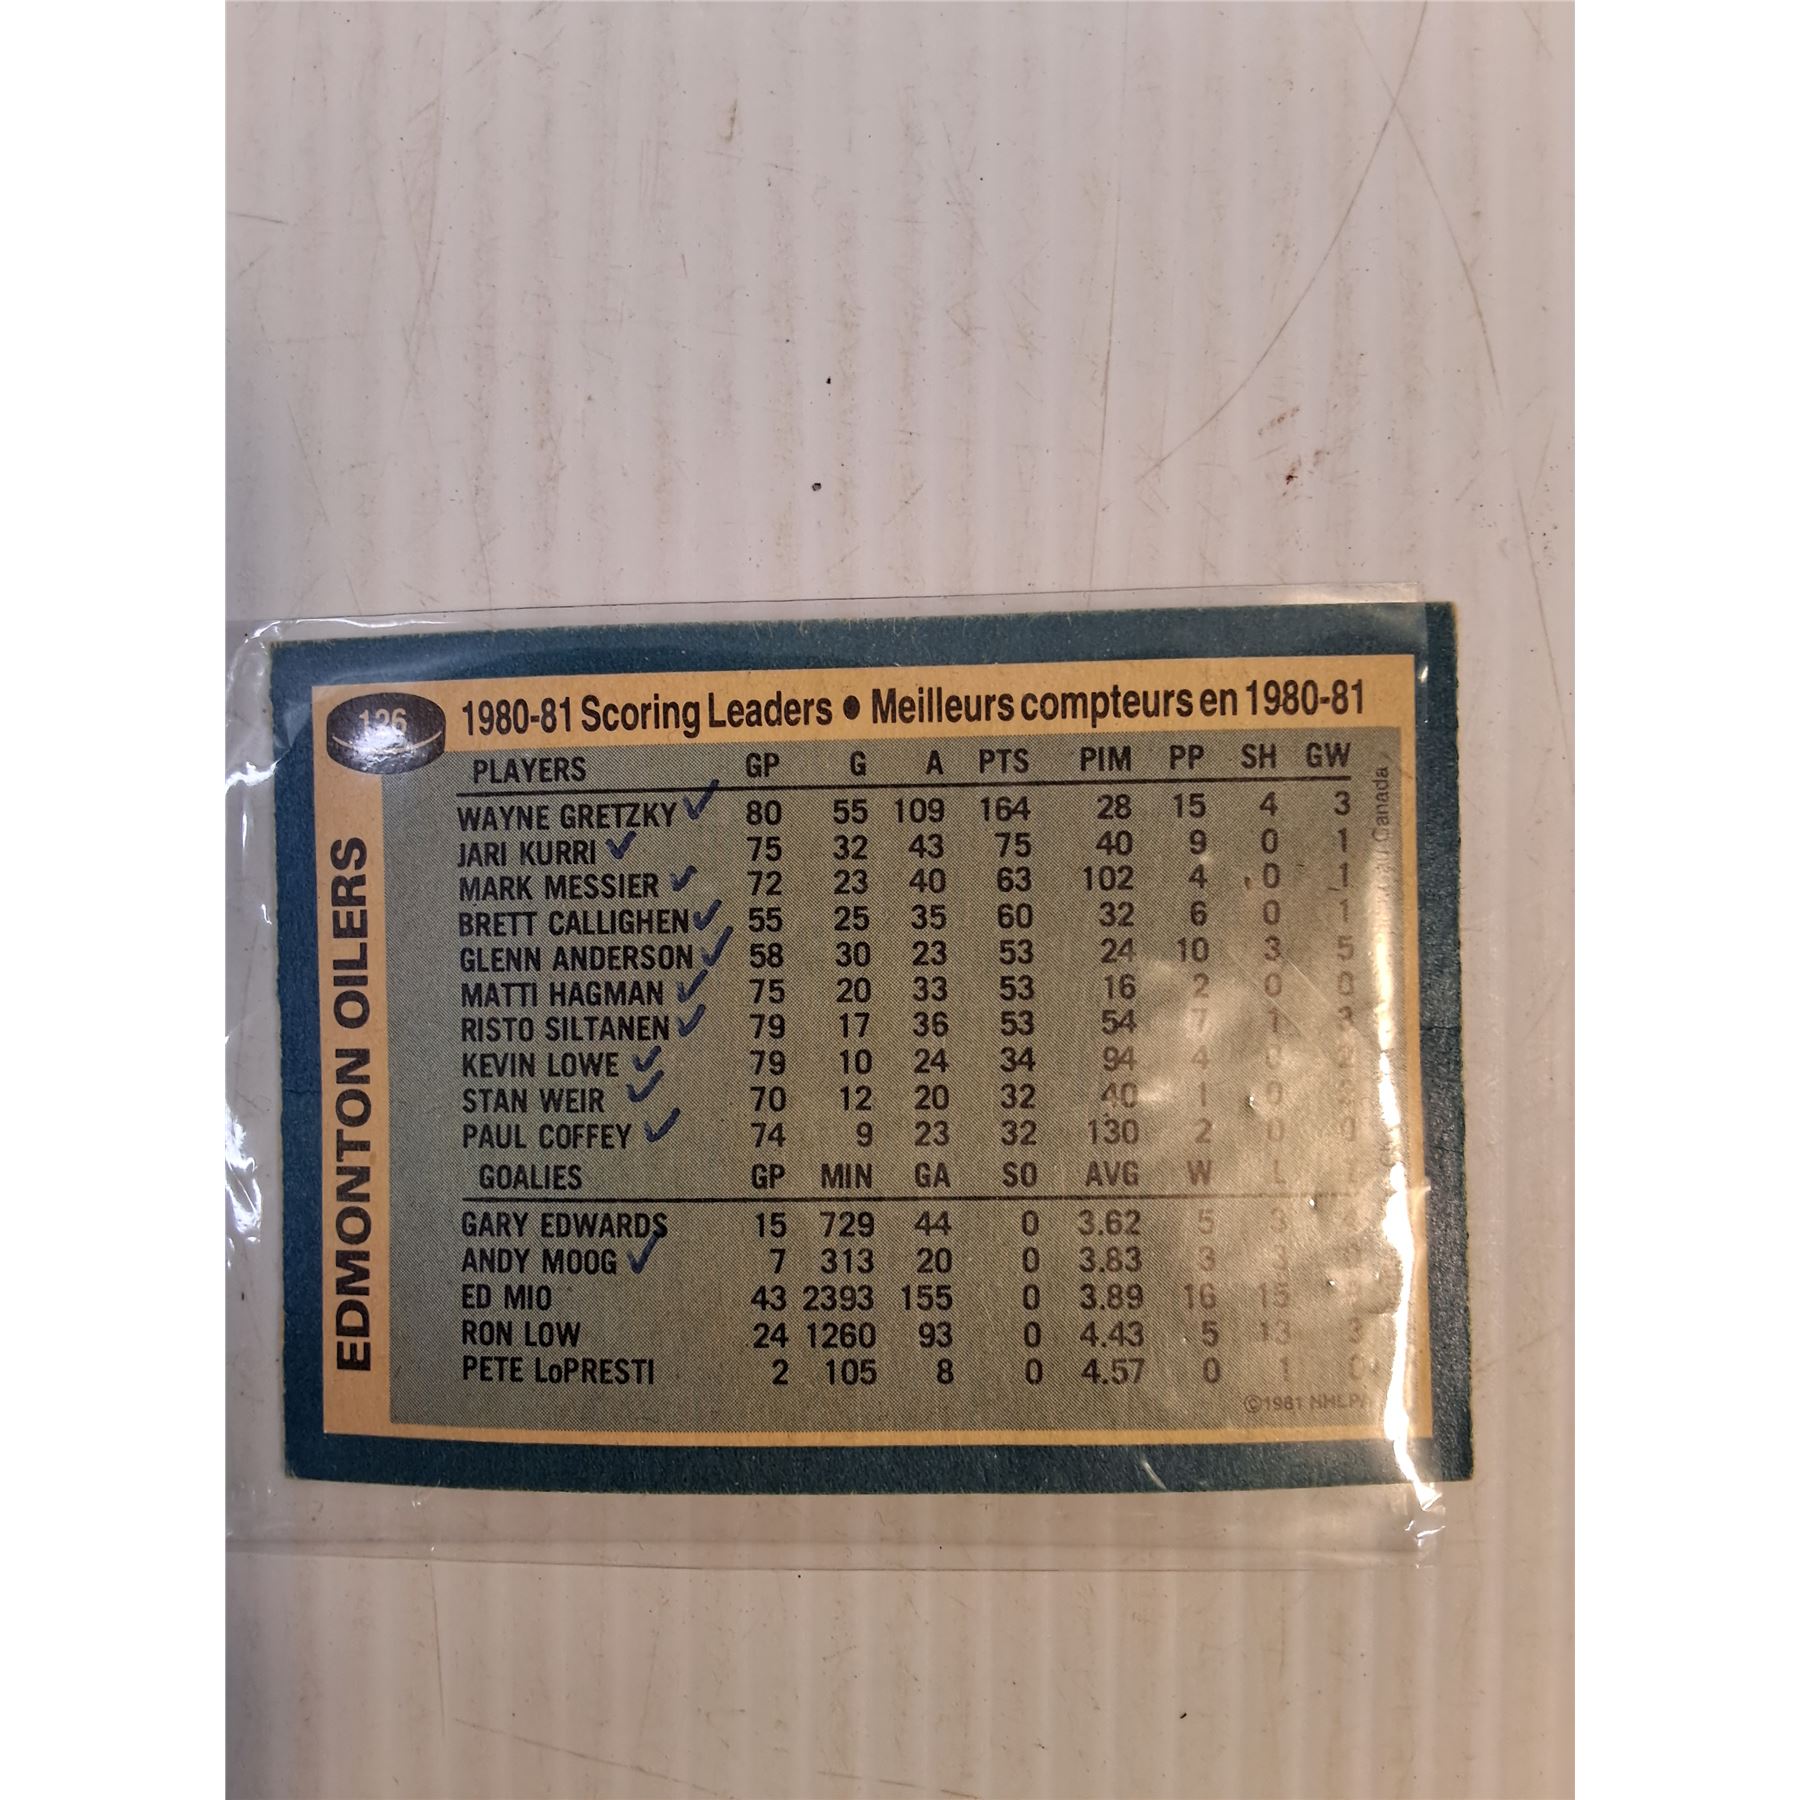 126
1980-81 Scoring Leaders • Meilleurs compteurs en 1980-81
EDMONTON OILERS
PLAYERS GP G A PTS PIM PP SH GW
WAYNE GRETZKY ✓ 80 55 109 164 28 15 4 3
JARI KURRI ✓ 75 32 43 75 40 9 0 1
MARK MESSIER ✓ 72 23 40 63 102 4 0 1
BRETT CALLIGHEN ✓ 55 25 35 60 32 6 0 1
GLENN ANDERSON ✓ 58 30 23 53 24 10 3 5
MATTI HAGMAN ✓ 75 20 33 53 16 2 0 0
RISTO SILTANEN ✓ 79 17 36 53 54 7 1 3
KEVIN LOWE ✓ 79 10 24 34 94 4 0 2
STAN WEIR ✓ 70 12 20 32 40 1 0
PAUL COFFEY ✓ 74 9 23 32 130 2 0 0
GOALIES GP MIN GA SO AVG W L
GARY EDWARDS 15 729 44 0 3.62 5 3 4
ANDY MOOG ✓ 7 313 20 0 3.83 3 3 0
ED MIO 43 2393 155 0 3.89 16 15
RON LOW 24 1260 93 0 4.43 5 13 3
PETE LoPRESTI 2 105 8 0 4.57 0 1 0
©1981 NHLPA
Canada